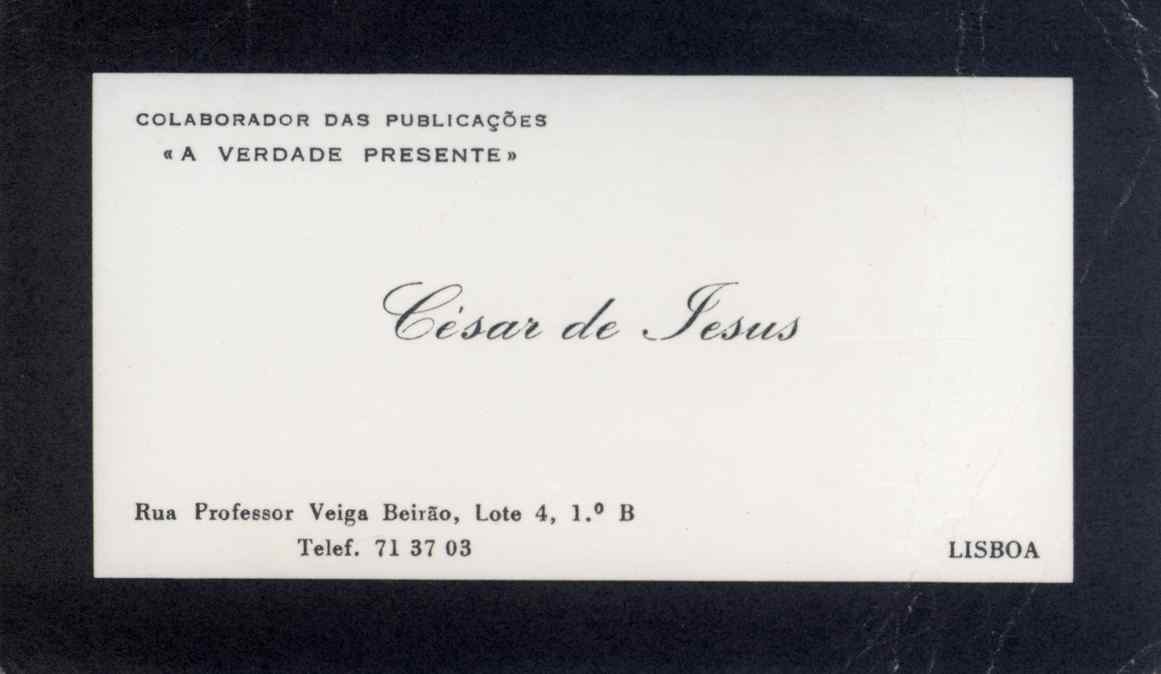 COLABORADOR DAS PUBLICAÇÕES
«A VERDADE PRESENTE»
César de Jesus
Rua Professor Veiga Beirão, Lote 4, 1.º B
Telef. 71 37 03
LISBOA